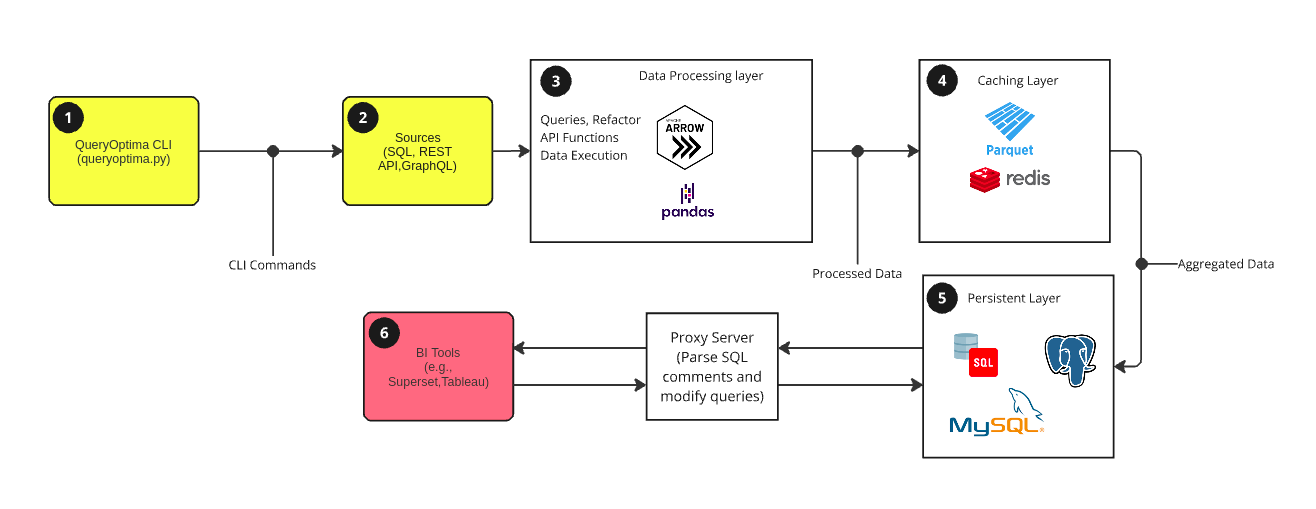 1
QueryOptima CLI
(queryoptima.py)
CLI Commands
2
Sources
(SQL, REST
API,GraphQL)
3
Data Processing layer
Queries, Refactor
API Functions
Data Execution
APACHE
ARROW
pandas
Processed Data
4
Caching Layer
Parquet
redis
Aggregated Data
5
Persistent Layer
SQL
MySQL®
Proxy Server
(Parse SQL
comments and
modify queries)
6
BI Tools
(e.g.,
Superset,Tableau)